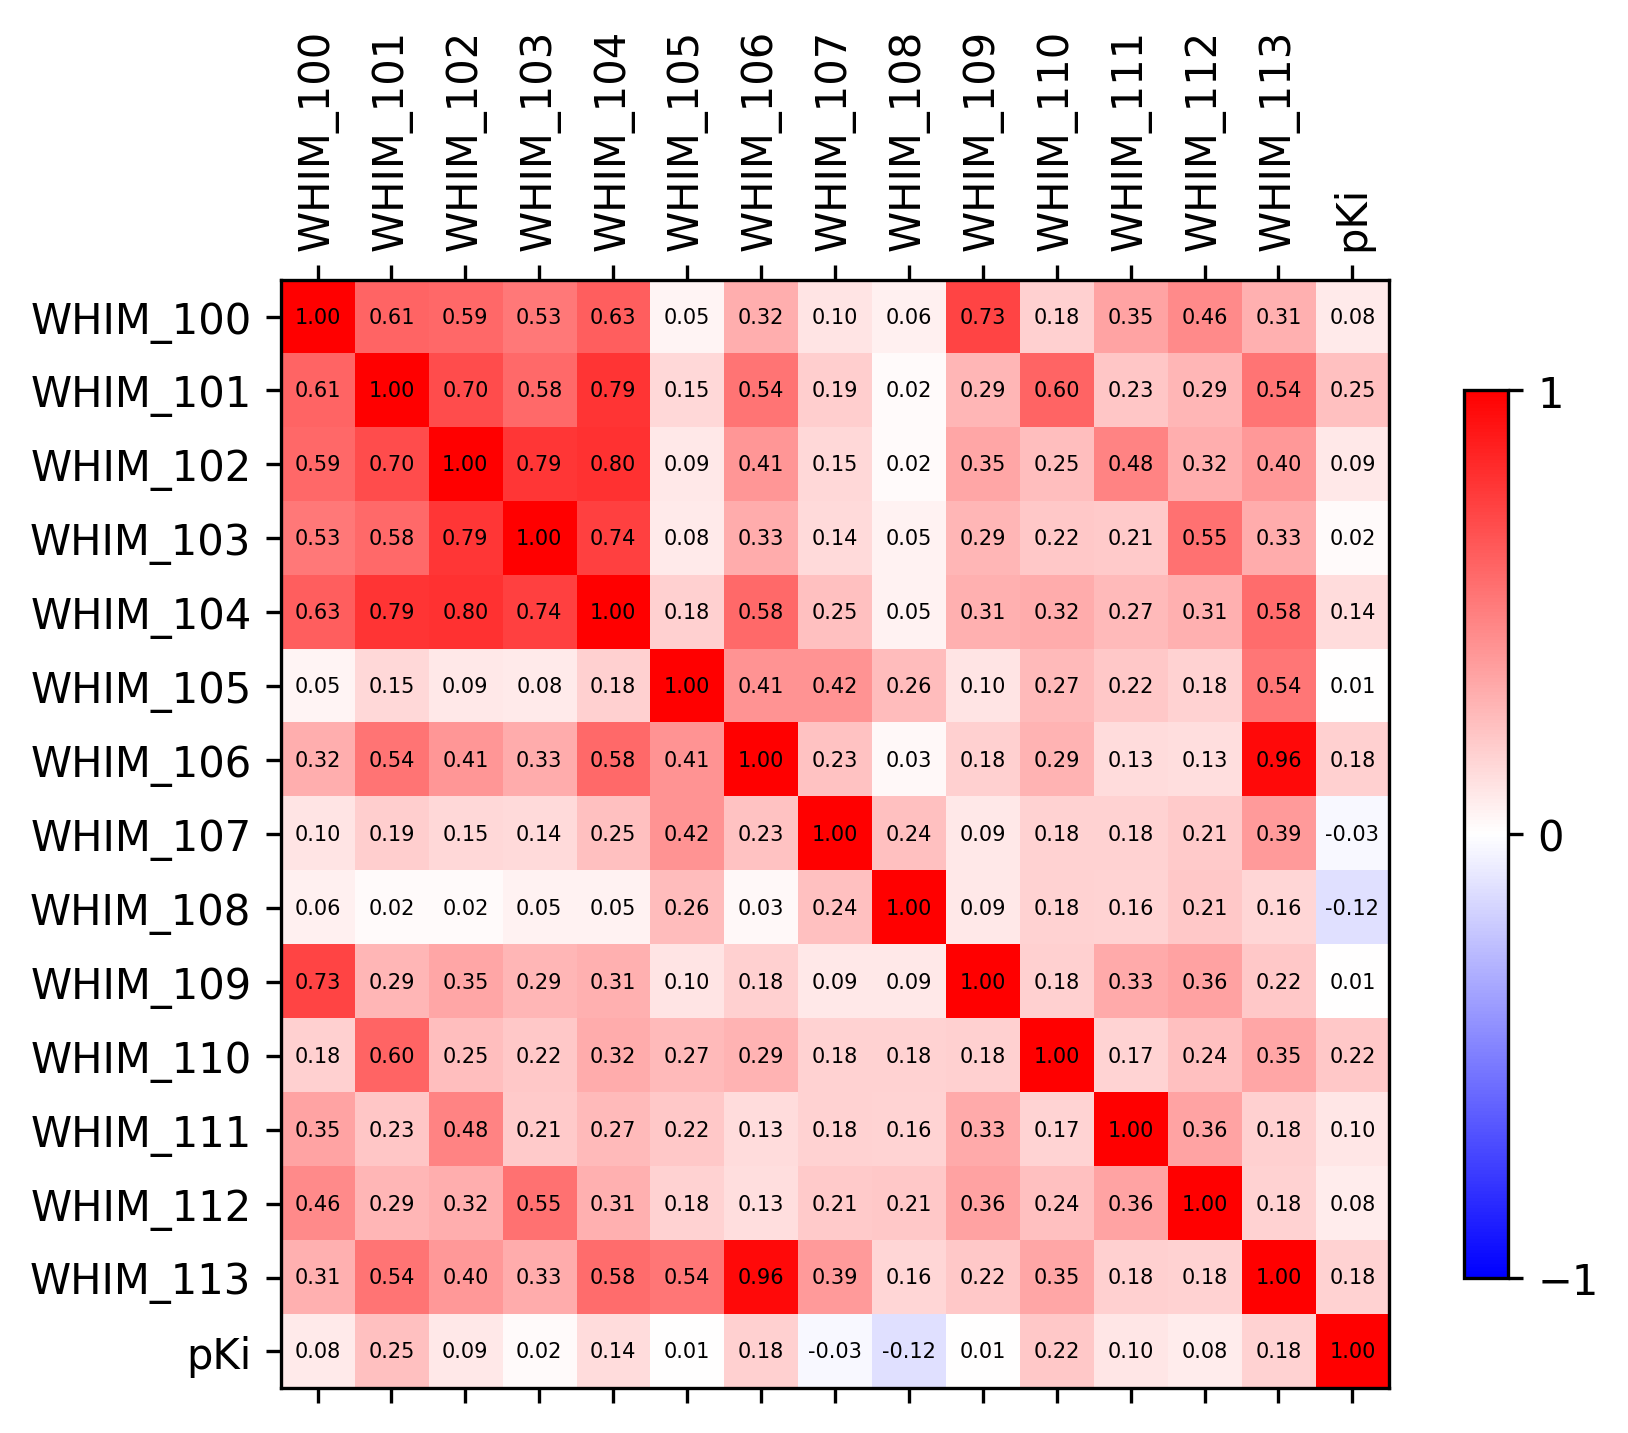 WHIM_100 WHIM_101 WHIM_102 WHIM_103 WHIM_104 WHIM_105 WHIM_106 WHIM_107 WHIM_108 WHIM_109 WHIM_110 WHIM_111 WHIM_112 WHIM_113 pKi
WHIM_100 1.00 0.61 0.59 0.53 0.63 0.05 0.32 0.10 0.06 0.73 0.18 0.35 0.46 0.31 0.08
WHIM_101 0.61 1.00 0.70 0.58 0.79 0.15 0.54 0.19 0.02 0.29 0.60 0.23 0.29 0.54 0.25
WHIM_102 0.59 0.70 1.00 0.79 0.80 0.09 0.41 0.15 0.02 0.35 0.25 0.48 0.32 0.40 0.09
WHIM_103 0.53 0.58 0.79 1.00 0.74 0.08 0.33 0.14 0.05 0.29 0.22 0.21 0.55 0.33 0.02
WHIM_104 0.63 0.79 0.80 0.74 1.00 0.18 0.58 0.25 0.05 0.31 0.32 0.27 0.31 0.58 0.14
WHIM_105 0.05 0.15 0.09 0.08 0.18 1.00 0.41 0.42 0.26 0.10 0.27 0.22 0.18 0.54 0.01
WHIM_106 0.32 0.54 0.41 0.33 0.58 0.41 1.00 0.23 0.03 0.18 0.29 0.13 0.13 0.96 0.18
WHIM_107 0.10 0.19 0.15 0.14 0.25 0.42 0.23 1.00 0.24 0.09 0.18 0.18 0.21 0.39 -0.03
WHIM_108 0.06 0.02 0.02 0.05 0.05 0.26 0.03 0.24 1.00 0.09 0.18 0.16 0.21 0.16 -0.12
WHIM_109 0.73 0.29 0.35 0.29 0.31 0.10 0.18 0.09 0.09 1.00 0.18 0.33 0.36 0.22 0.01
WHIM_110 0.18 0.60 0.25 0.22 0.32 0.27 0.29 0.18 0.18 0.18 1.00 0.17 0.24 0.35 0.22
WHIM_111 0.35 0.23 0.48 0.21 0.27 0.22 0.13 0.18 0.16 0.33 0.17 1.00 0.36 0.18 0.10
WHIM_112 0.46 0.29 0.32 0.55 0.31 0.18 0.13 0.21 0.21 0.36 0.24 0.36 1.00 0.18 0.08
WHIM_113 0.31 0.54 0.40 0.33 0.58 0.54 0.96 0.39 0.16 0.22 0.35 0.18 0.18 1.00 0.18
pKi 0.08 0.25 0.09 0.02 0.14 0.01 0.18 -0.03 -0.12 0.01 0.22 0.10 0.08 0.18 1.00
1
0
−1